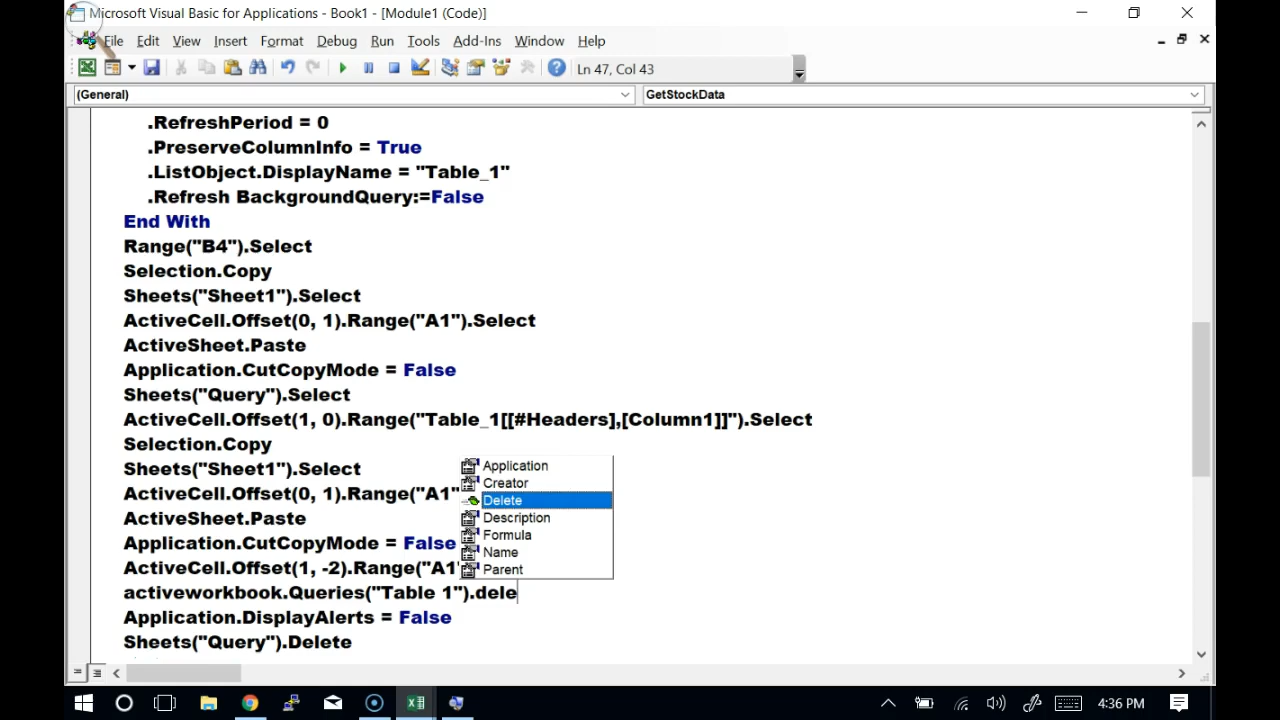 Microsoft Visual Basic for Applications - Book1 - [Module1 (Code)]
File Edit View Insert Format Debug Run Tools Add-Ins Window Help
Ln 47, Col 43
(General) GetStockData
.RefreshPeriod = 0
.PreserveColumnInfo = True
.ListObject.DisplayName = "Table_1"
.Refresh BackgroundQuery:=False
End With
Range("B4").Select
Selection.Copy
Sheets("Sheet1").Select
ActiveCell.Offset(0, 1).Range("A1").Select
ActiveSheet.Paste
Application.CutCopyMode = False
Sheets("Query").Select
ActiveCell.Offset(1, 0).Range("Table_1[[#Headers],[Column1]]").Select
Selection.Copy
Sheets("Sheet1").Select
ActiveCell.Offset(0, 1).Range("A1"
ActiveSheet.Paste
Application.CutCopyMode = False
ActiveCell.Offset(1, -2).Range("A1"
Application
Creator
Delete
Description
Formula
Name
Parent
activeworkbook.Queries("Table 1").dele
Application.DisplayAlerts = False
Sheets("Query").Delete
4:36 PM